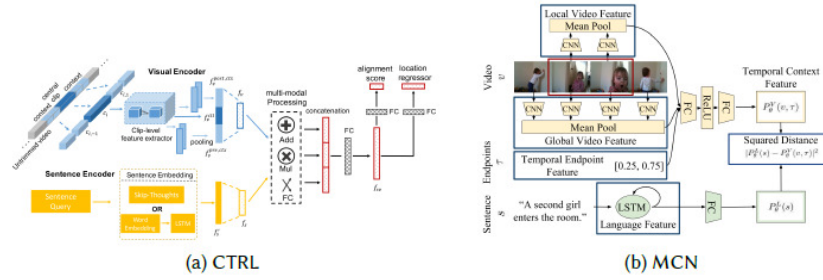 Visual Encoder
central
context
clip
context
Untrimmed video
Clip-level
feature extractor
pooling
multi-modal
Processing
Add
Mul
FC
concatenation
FC
alignment
score
location
regressor
FC
FC
Sentence Encoder
Sentence Embedding
Sentence
Query
Skip-Thoughts
OR
Word
Embedding
LSTM
(a) CTRL
Local Video Feature
Mean Pool
CNN
CNN
Video
v
CNN
CNN
CNN
CNN
Mean Pool
Global Video Feature
Endpoints
τ
Temporal Endpoint
Feature
[0.25, 0.75]
Sentence
s
"A second girl
enters the room."
LSTM
Language Feature
FC
ReLU
FC
FC
Temporal Context
Feature
Squared Distance
(b) MCN